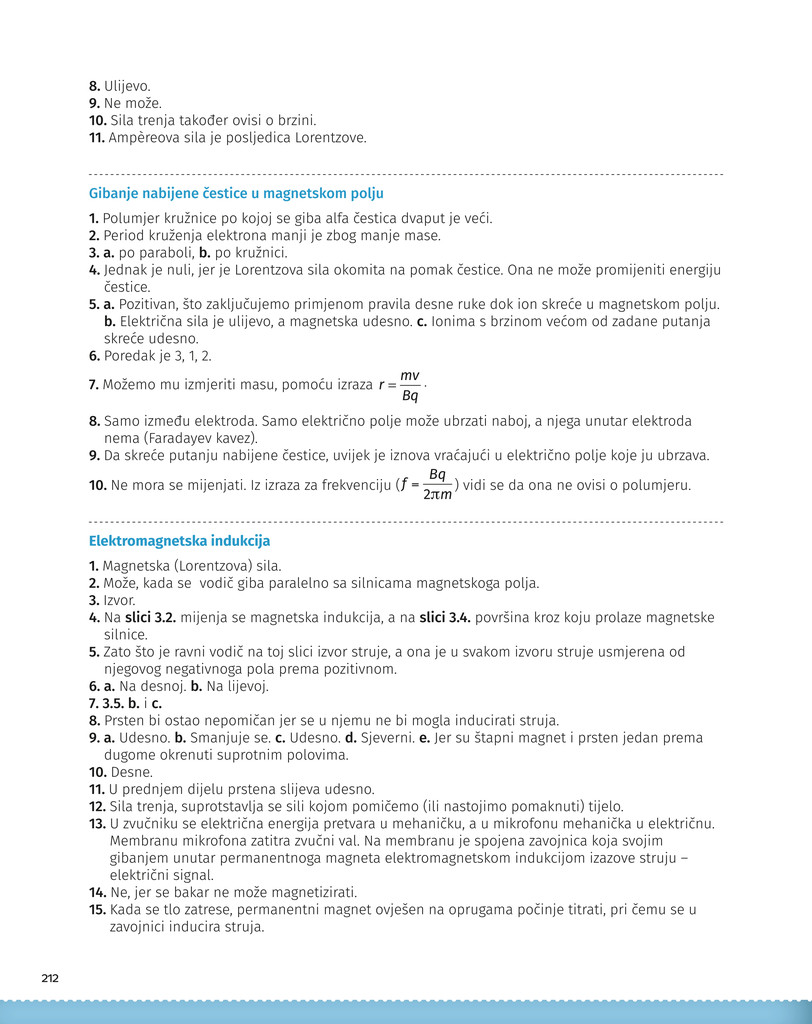 8. Ulijevo.
9. Ne može.
10. Sila trenja također ovisi o brzini.
11. Ampèreova sila je posljedica Lorentzove.
Gibanje nabijene čestice u magnetskom polju
1. Polumjer kružnice po kojoj se giba alfa čestica dvaput je veći.
2. Period kruženja elektrona manji je zbog manje mase.
3. a. po paraboli, b. po kružnici.
4. Jednak je nuli, jer je Lorentzova sila okomita na pomak čestice. Ona ne može promijeniti energiju
čestice.
5. a. Pozitivan, što zaključujemo primjenom pravila desne ruke dok ion skreće u magnetskom polju.
b. Električna sila je ulijevo, a magnetska udesno. c. Ionima s brzinom većom od zadane putanja
skreće udesno.
6. Poredak je 3, 1, 2.
7. Možemo mu izmjeriti masu, pomoću izraza r = mv/Bq.
8. Samo između elektroda. Samo električno polje može ubrzati naboj, a njega unutar elektroda
nema (Faradayev kavez).
9. Da skreće putanju nabijene čestice, uvijek je iznova vraćajući u električno polje koje ju ubrzava.
10. Ne mora se mijenjati. Iz izraza za frekvenciju (f = Bq/2πm) vidi se da ona ne ovisi o polumjeru.
Elektromagnetska indukcija
1. Magnetska (Lorentzova) sila.
2. Može, kada se vodič giba paralelno sa silnicama magnetskoga polja.
3. Izvor.
4. Na slici 3.2. mijenja se magnetska indukcija, a na slici 3.4. površina kroz koju prolaze magnetske
silnice.
5. Zato što je ravni vodič na toj slici izvor struje, a ona je u svakom izvoru struje usmjerena od
njegovog negativnoga pola prema pozitivnom.
6. a. Na desnoj. b. Na lijevoj.
7. 3.5. b. i c.
8. Prsten bi ostao nepomičan jer se u njemu ne bi mogla inducirati struja.
9. a. Udesno. b. Smanjuje se. c. Udesno. d. Sjeverni. e. Jer su štapni magnet i prsten jedan prema
dugome okrenuti suprotnim polovima.
10. Desne.
11. U prednjem dijelu prstena slijeva udesno.
12. Sila trenja, suprotstavlja se sili kojom pomičemo (ili nastojimo pomaknuti) tijelo.
13. U zvučniku se električna energija pretvara u mehaničku, a u mikrofonu mehanička u električnu.
Membranu mikrofona zatitra zvučni val. Na membranu je spojena zavojnica koja svojim
gibanjem unutar permanentnoga magneta elektromagnetskom indukcijom izazove struju –
električni signal.
14. Ne, jer se bakar ne može magnetizirati.
15. Kada se tlo zatrese, permanentni magnet ovješen na oprugama počinje titrati, pri čemu se u
zavojnici inducira struja.
212